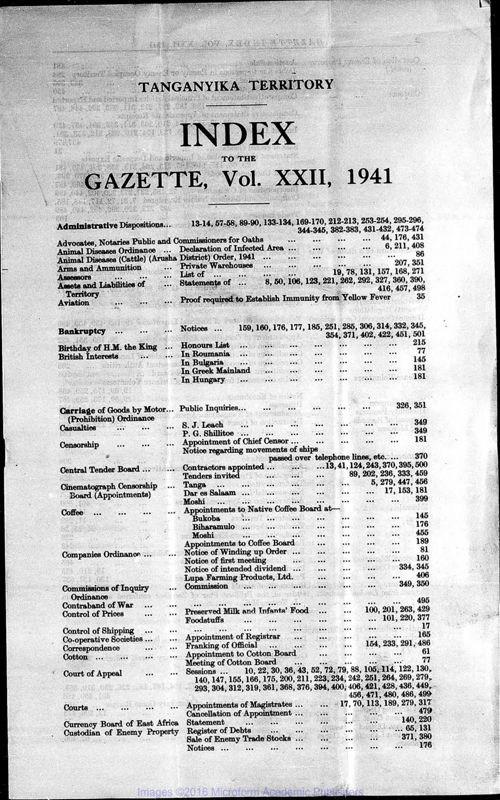 TANGANYIKA TERRITORY
INDEX
TO THE
GAZETTE, Vol. XXII, 1941
Administrative Dispositions... 13-14, 57-58, 89-90, 133-134, 169-170, 212-213, 253-254, 295-296,
344-345, 382-383, 431-432, 473-474
Advocates, Notaries Public and Commissioners for Oaths ... ... ... ... 44, 176, 431
Animal Diseases Ordinance ... Declaration of Infected Area ... ... ... ... 6, 211, 408
Animal Diseases (Cattle) (Arusha District) Order, 1941 ... ... ... ... ... 86
Arms and Ammunition ... Private Warehouses ... ... ... ... ... 207, 351
Assessors ... ... List of ... ... ... ... 19, 78, 131, 157, 168, 271
Assets and Liabilities of Statements of ... 8, 50, 106, 123, 221, 262, 292, 327, 360, 390,
Territory 416, 457, 498
Aviation ... ... ... Proof required to Establish Immunity from Yellow Fever 35
Bankruptcy ... ... Notices ... 159, 160, 176, 177, 185, 251, 285, 306, 314, 332, 345,
354, 371, 402, 422, 451, 501
Birthday of H.M. the King ... Honours List ... ... ... ... ... ... 215
British Interests ... ... In Roumania ... ... ... ... ... ... 77
In Bulgaria ... ... ... ... ... ... 145
In Greek Mainland ... ... ... ... ... 181
In Hungary ... ... ... ... ... ... 181
Carriage of Goods by Motor... Public Inquiries... ... ... ... ... ... 326, 351
(Prohibition) Ordinance
Casualties ... ... ... S. J. Leach ... ... ... ... ... ... 349
P. G. Shillitoe ... ... ... ... ... ... 349
Censorship ... ... Appointment of Chief Censor ... ... ... ... 181
Notice regarding movements of ships
passed over telephone lines, etc. ... ... 370
Central Tender Board ... ... Contractors appointed ... ... ...13, 41, 124, 243, 370, 395, 500
Tenders invited ... ... ... ... 89, 202, 236, 333, 459
Cinematograph Censorship ... Tanga ... ... ... ... ... 5, 279, 447, 456
Board (Appointments) Dar es Salaam ... ... ... ... ... 17, 153, 181
Moshi ... ... ... ... ... ... 399
Coffee ... ... ... ... Appointments to Native Coffee Board at—
Bukoba ... ... ... ... ... 145
Biharamulo ... ... ... ... ... 176
Moshi ... ... ... ... ... 455
Appointments to Coffee Board ... ... ... 189
Companies Ordinance ... ... Notice of Winding up Order ... ... ... ... 81
Notice of first meeting ... ... ... ... 160
Notice of intended dividend ... ... ... ... 334, 345
Lupa Farming Products, Ltd. ... ... ... 406
Commissions of Inquiry ... Commission ... ... ... ... ... 349, 350
Ordinance
Contraband of War ... ... ... ... ... ... ... ... 495
Control of Prices ... ... Preserved Milk and Infants' Food ... ... 100, 201, 263, 429
Foodstuffs ... ... ... ... ... 101, 220, 377
Control of Shipping ... ... ... ... ... ... ... 17
Co-operative Societies ... ... Appointment of Registrar ... ... ... ... 165
Correspondence ... ... Franking of Official ... ... ... 154, 233, 291, 486
Cotton ... ... ... Appointment to Cotton Board ... ... ... ... 61
Meeting of Cotton Board ... ... ... ... 77
Court of Appeal ... ... Sessions ... 10, 22, 30, 36, 43, 52, 72, 79, 88, 105, 114, 122, 130,
140, 147, 155, 166, 175, 200, 211, 223, 234, 242, 251, 264, 269, 279,
293, 304, 312, 319, 361, 368, 376, 394, 400, 406, 421, 428, 436, 449,
456, 471, 480, 486, 499
Courts ... ... ... Appointments of Magistrates ... ... 17, 70, 113, 189, 279, 317
Cancellation of Appointment ... ... ... ... 479
Currency Board of East Africa Statement ... ... ... ... ... 140, 220
Custodian of Enemy Property Register of Debts ... ... ... ... ... 65, 131
Sale of Enemy Trade Stocks ... ... ... ... 371, 380
Notices ... ... ... ... ... ... 176
Images ©2016 Microform Academic Publishers